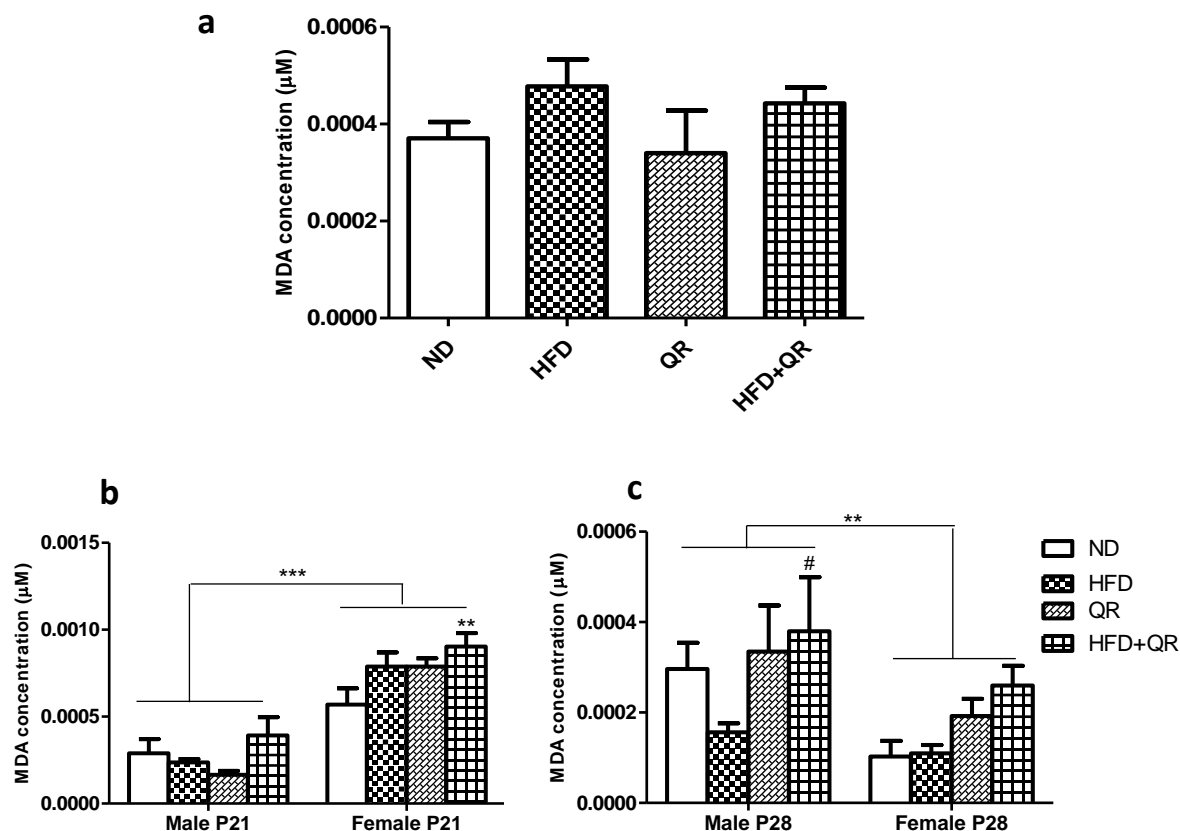 a
MDA concentration (μM)
0.0006
0.0004
0.0002
0.0000
ND
HFD
QR
HFD+QR
b
MDA concentration (μM)
0.0015
0.0010
0.0005
0.0000
***
**
Male P21
Female P21
c
MDA concentration (μM)
0.0006
0.0004
0.0002
0.0000
**
#
Male P28
Female P28
ND
HFD
QR
HFD+QR